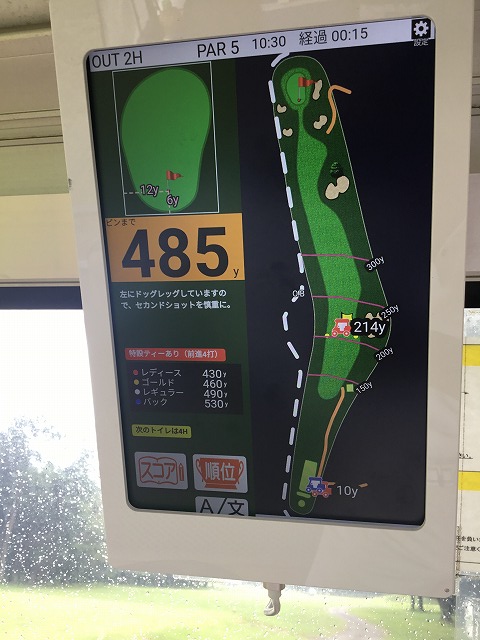 OUT 2H PAR 5 10:30 経過 00:15
設定
12y
6y
ピンまで
485y
左にドッグレッグしていますの
で、セカンドショットを慎重に。
特設ティーあり（前進4打）
レディース 430y
ゴールド 460y
レギュラー 490y
バック 530y
次のトイレは4H
スコア
順位
A/文
300y
OB
250y
214y
200y
150y
10y